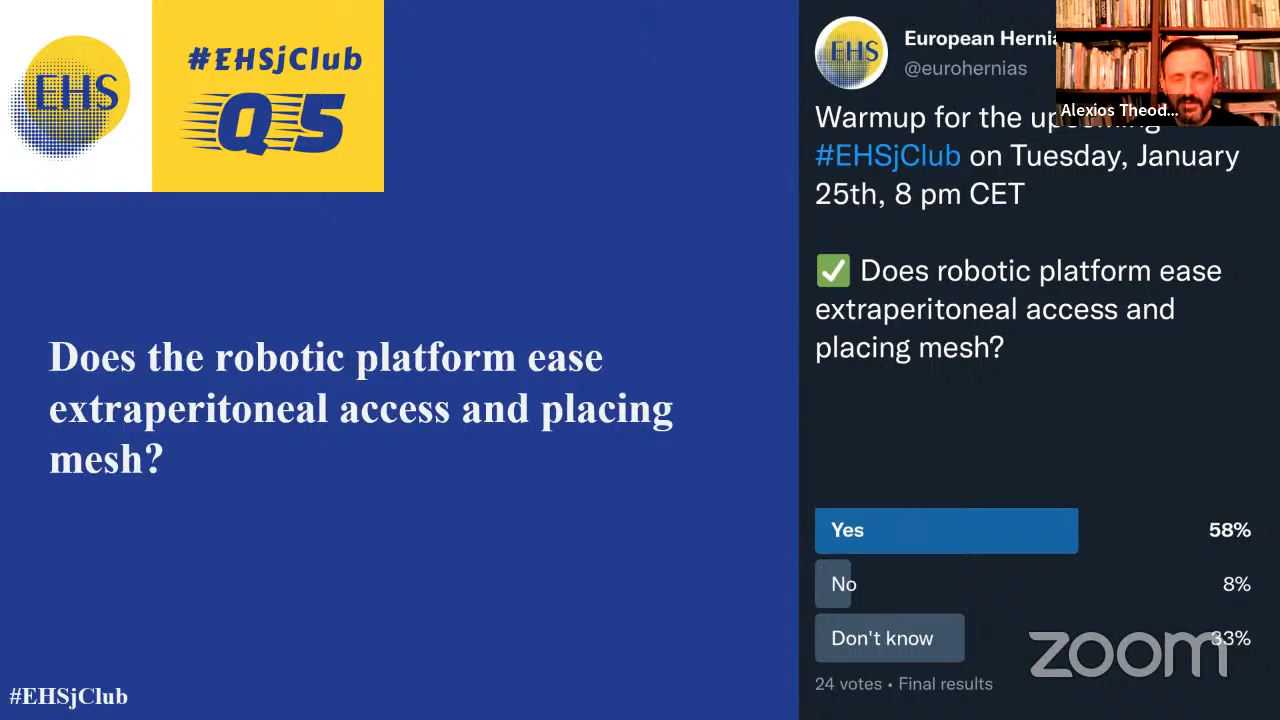 EHS
#EHSjClub
Q5
Does the robotic platform ease
extraperitoneal access and placing
mesh?
#EHSjClub
EHS
European Hernia
@eurohernias
Alexios Theod...
Warmup for the upcoming
#EHSjClub on Tuesday, January
25th, 8 pm CET
✅ Does robotic platform ease
extraperitoneal access and
placing mesh?
Yes 58%
No 8%
Don't know 33%
24 votes • Final results
zoom